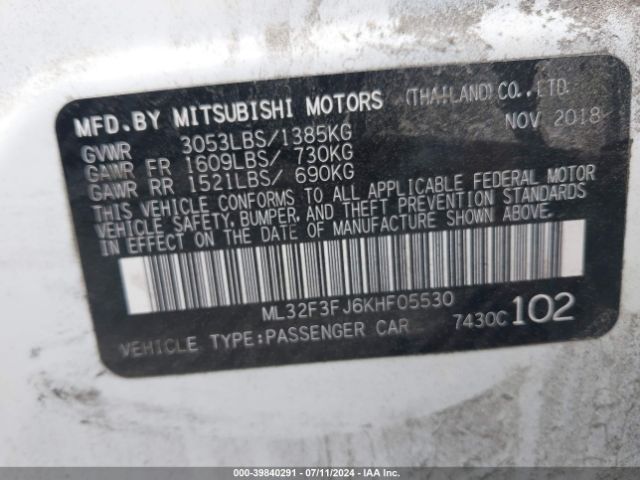 MFD.BY MITSUBISHI MOTORS (THAILAND) CO., LTD.
NOV 2018
GVWR 3053LBS/1385KG
GAWR FR 1609LBS/ 730KG
GAWR RR 1521LBS/ 690KG
THIS VEHICLE CONFORMS TO ALL APPLICABLE FEDERAL MOTOR
VEHICLE SAFETY, BUMPER, AND THEFT PREVENTION STANDARDS
IN EFFECT ON THE DATE OF MANUFACTURE SHOWN ABOVE.
ML32F3FJ6KHF05530
VEHICLE TYPE:PASSENGER CAR 7430C 102
000-39840291 - 07/11/2024 - IAAI.COM